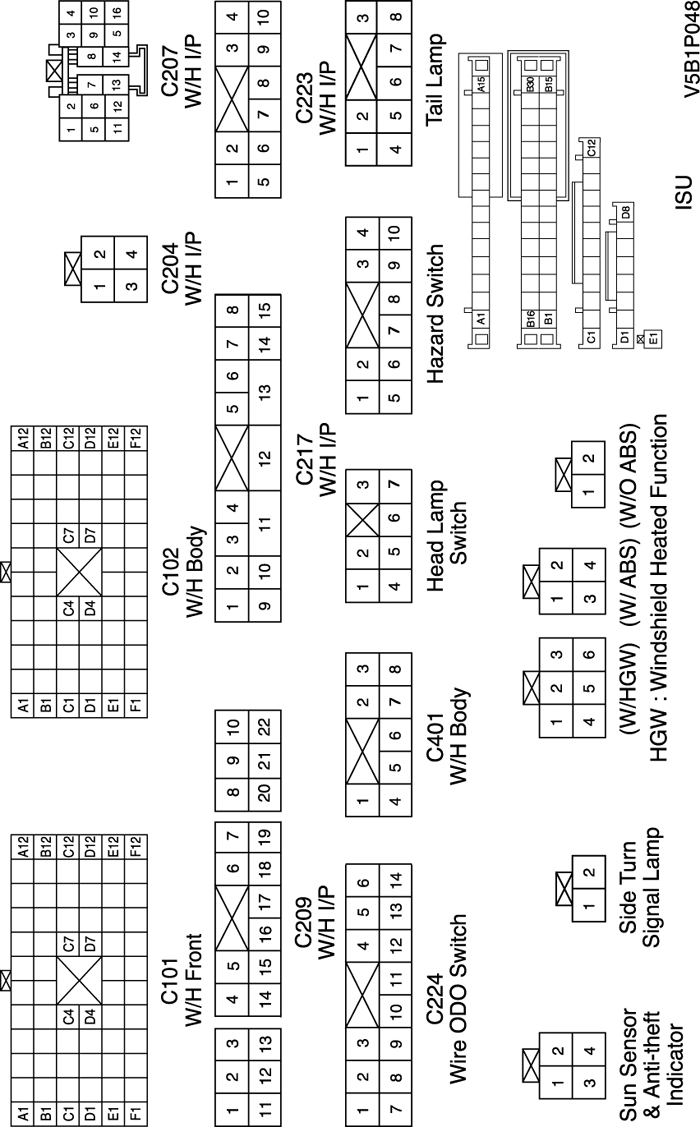 A1 A12
B1 B12
C1 C4 C7 C12
D1 D4 D7 D12
E1 E12
F1 F12
C101
W/H Front
A1 A12
B1 B12
C1 C4 C7 C12
D1 D4 D7 D12
E1 E12
F1 F12
C102
W/H Body
1 2
3 4
C204
W/H I/P
1 2 3 4
5 6 7 8 9 10
11 12 13 14 5 16
C207
W/H I/P
1 2 3 4 5 6 7 8 9 10
11 12 13 14 15 16 17 18 19 20 21 22
C209
W/H I/P
1 2 3 4 5 6 7 8
9 10 11 12 13 14 15
C217
W/H I/P
1 2 3 4
5 6 7 8 9 10
C223
W/H I/P
1 2 3 4 5 6
7 8 9 10 11 12 13 14
C224
Wire ODO Switch
1 2 3
4 5 6 7 8
C401
W/H Body
1 2 3
4 5 6 7
Head Lamp
Switch
1 2 3 4
5 6 7 8 9 10
Hazard Switch
1 2 3
4 5 6 7 8
Tail Lamp
1 2
3 4
Sun Sensor
& Anti-theft
Indicator
1 2
Side Turn
Signal Lamp
1 2 3
4 5 6
(W/HGW)
1 2
3 4
(W/ ABS)
1 2
(W/O ABS)
HGW : Windshield Heated Function
A1 A15
B16 B30
B1 B15
C1 C12
D1 D8
E1
ISU
V5B1P048